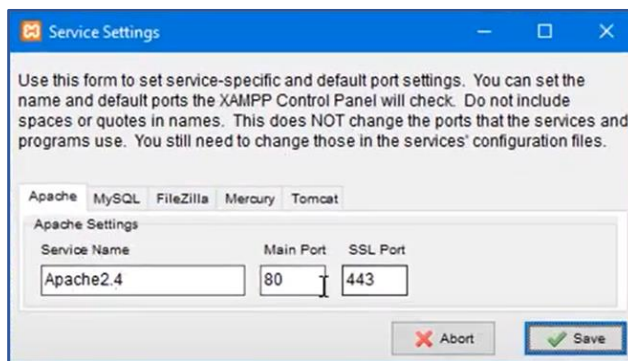 Service Settings
Use this form to set service-specific and default port settings. You can set the
name and default ports the XAMPP Control Panel will check. Do not include
spaces or quotes in names. This does NOT change the ports that the services and
programs use. You still need to change those in the services' configuration files.
Apache MySQL FileZilla Mercury Tomcat
Apache Settings
Service Name Main Port SSL Port
Apache2.4 80 443
Abort Save